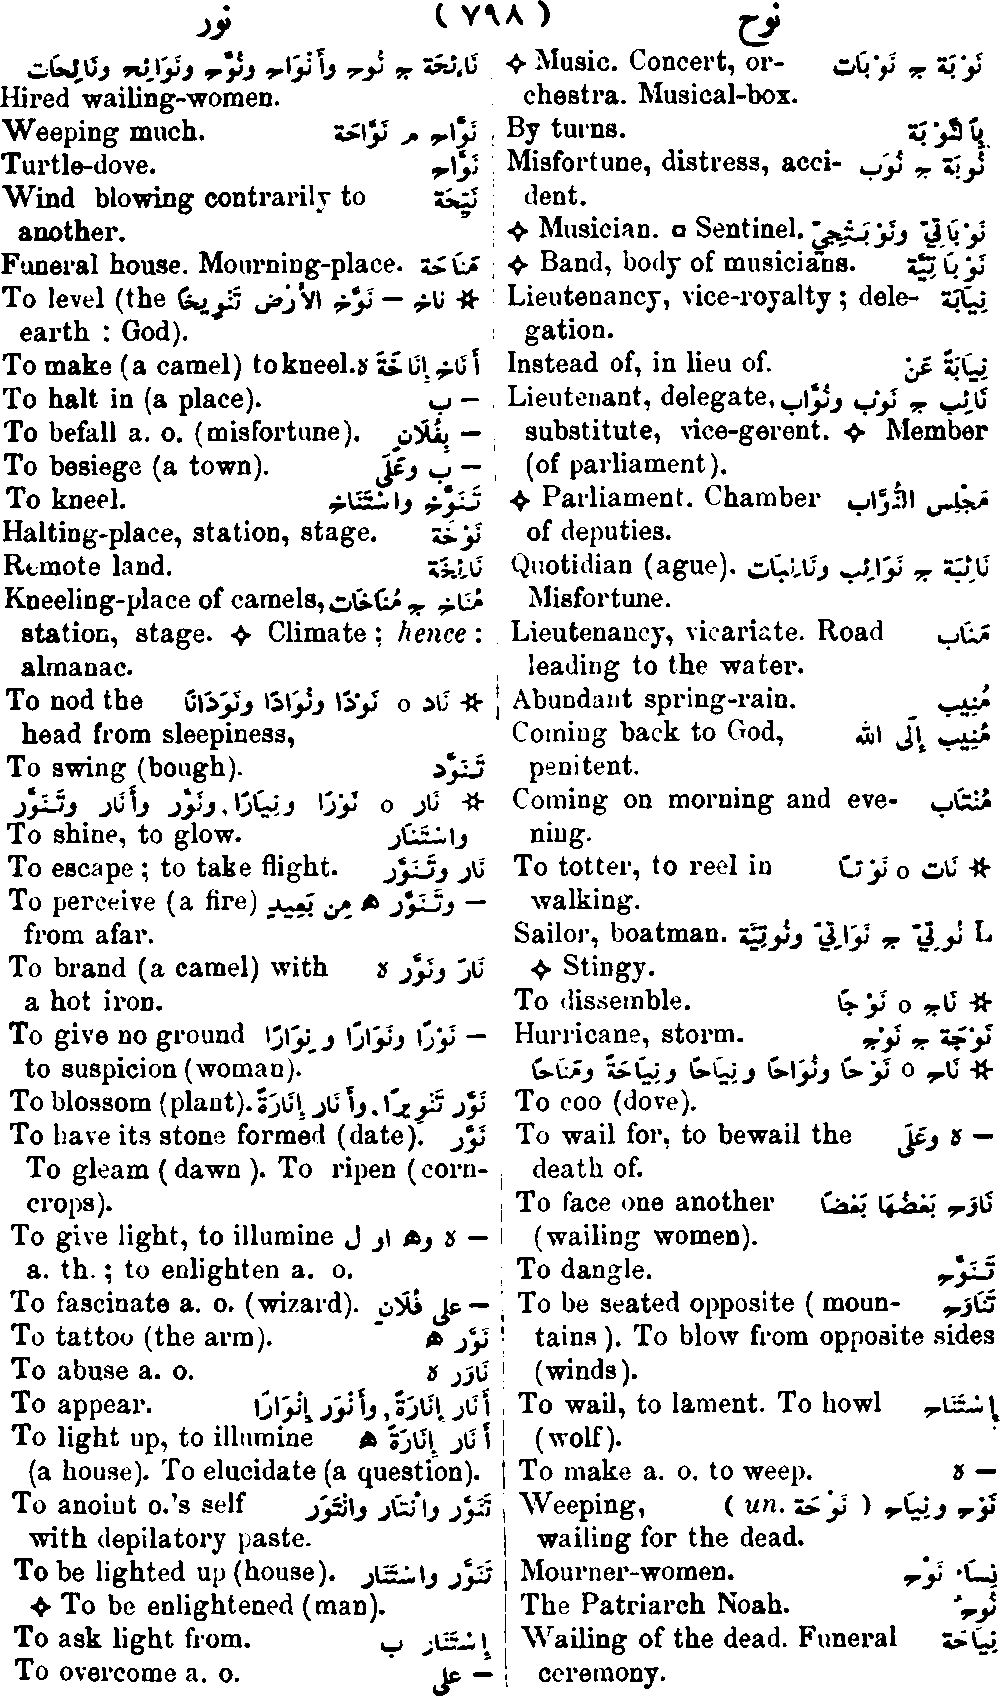 نور ( ٧٩٨ ) نوح
✧ Music. Concert, or- نَوْبَة ج نَوْبَات
chestra. Musical-box.
By turns. بِالنَّوْبَة
Misfortune, distress, acci- نُوبَة ج نُوَب
dent.
✧ Musician. ▫ Sentinel. نَوْبَاتِيّ ونَوْبَتْجِيّ
✧ Band, body of musicians. نَوْبَاتِيَّة
Lieutenancy, vice-royalty ; dele- نِيَابَة
gation.
Instead of, in lieu of. نِيَابَةً عَنْ
Lieutenant, delegate, نَائِب ج نَوْب ونُوَّاب
substitute, vice-gerent. ✧ Member
(of parliament).
✧ Parliament. Chamber مَجْلِس النُّوَّاب
of deputies.
Quotidian (ague). نَائِبَة ج نَوَائِب ونَائِبَات
Misfortune.
Lieutenancy, vicariate. Road مَنَاب
leading to the water.
Abundant spring-rain. مُنِيب
Coming back to God, مُنِيب إِلَى الله
penitent.
Coming on morning and eve- مُنْتَاب
ning.
To totter, to reel in ✲ نَات o نَوْتًا
walking.
Sailor, boatman. L نُوتِيّ ج نَوَاتِيّ ونُوتِيَّة
✧ Stingy.
To dissemble. ✲ نَاج o نَوْجًا
Hurricane, storm. نَوْجَة ج نَوْج
✲ نَاح o نَوْحًا ونُوَاحًا ونِيَاحًا ونِيَاحَةً ومَنَاحًا
To coo (dove).
To wail for, to bewail the — ه وعَلَى
death of.
To face one another نَاوَح بَعْضُهَا بَعْضًا
(wailing women).
To dangle. تَنَوَّح
To be seated opposite ( moun- تَنَاوَح
tains ). To blow from opposite sides
(winds).
To wail, to lament. To howl إِسْتَنَاح
(wolf).
To make a. o. to weep. — ه
Weeping, نَوْح ونِيَاح ( un. نَوْحَة )
wailing for the dead.
Mourner-women. نِسَاء نَوْح
The Patriarch Noah. نُوح
Wailing of the dead. Funeral نِيَاحَة
ceremony.
نَائِحَة ج نُوح وأَنْوَاح ونُوَّح ونَوَائِح ونَائِحَات
Hired wailing-women.
Weeping much. نَوَّاح م نَوَّاحَة
Turtle-dove. نَوَّاح
Wind blowing contrarily to نَيِّحَة
another.
Funeral house. Mourning-place. مَنَاحَة
To level (the ✲ نَاخ — نَوَّخ الأَرْضَ تَنْوِيخًا
earth : God).
To make (a camel) to kneel. أَنَاخ إِنَاخَةً ه
To halt in (a place). — ب
To befall a. o. (misfortune). — بِفُلَانٍ
To besiege (a town). — ب وعَلَى
To kneel. تَنَوَّخ واسْتَنَاخ
Halting-place, station, stage. نَوْخَة
Remote land. نَائِخَة
Kneeling-place of camels, مُنَاخ ج مُنَاخَات
station, stage. ✧ Climate ; hence :
almanac.
To nod the ✲ نَاد o نَوْدًا ونُوَادًا ونَوَدَانًا
head from sleepiness,
To swing (bough). تَنَوَّد
✲ نَار o نَوْرًا ونِيَارًا, ونَوَّر وأَنَار وتَنَوَّر
To shine, to glow. واسْتَنَار
To escape ; to take flight. نَار وتَنَوَّر
To perceive (a fire) — وتَنَوَّر ه مِن بَعِيدٍ
from afar.
To brand (a camel) with نَارَ ونَوَّر ه
a hot iron.
To give no ground — نَوْرًا ونَوَارًا ونِوَارًا
to suspicion (woman).
To blossom (plant). نَوَّر تَنْوِيرًا, وأَنَار إِنَارَةً
To have its stone formed (date). نَوَّر
To gleam ( dawn ). To ripen (corn-
crops).
To give light, to illumine — ه وه او ل
a. th. ; to enlighten a. o.
To fascinate a. o. (wizard). — على فُلَانٍ
To tattoo (the arm). نَوَّر ه
To abuse a. o. نَاوَر ه
To appear. أَنَار إِنَارَةً, وأَنْوَر إِنْوَارًا
To light up, to illumine أَنَار إِنَارَةً ه
(a house). To elucidate (a question).
To anoint o.'s self تَنَوَّر وانْتَار وانْتَوَر
with depilatory paste.
To be lighted up (house). تَنَوَّر واسْتَنَار
✧ To be enlightened (man).
To ask light from. إِسْتَنَار ب
To overcome a. o. — على